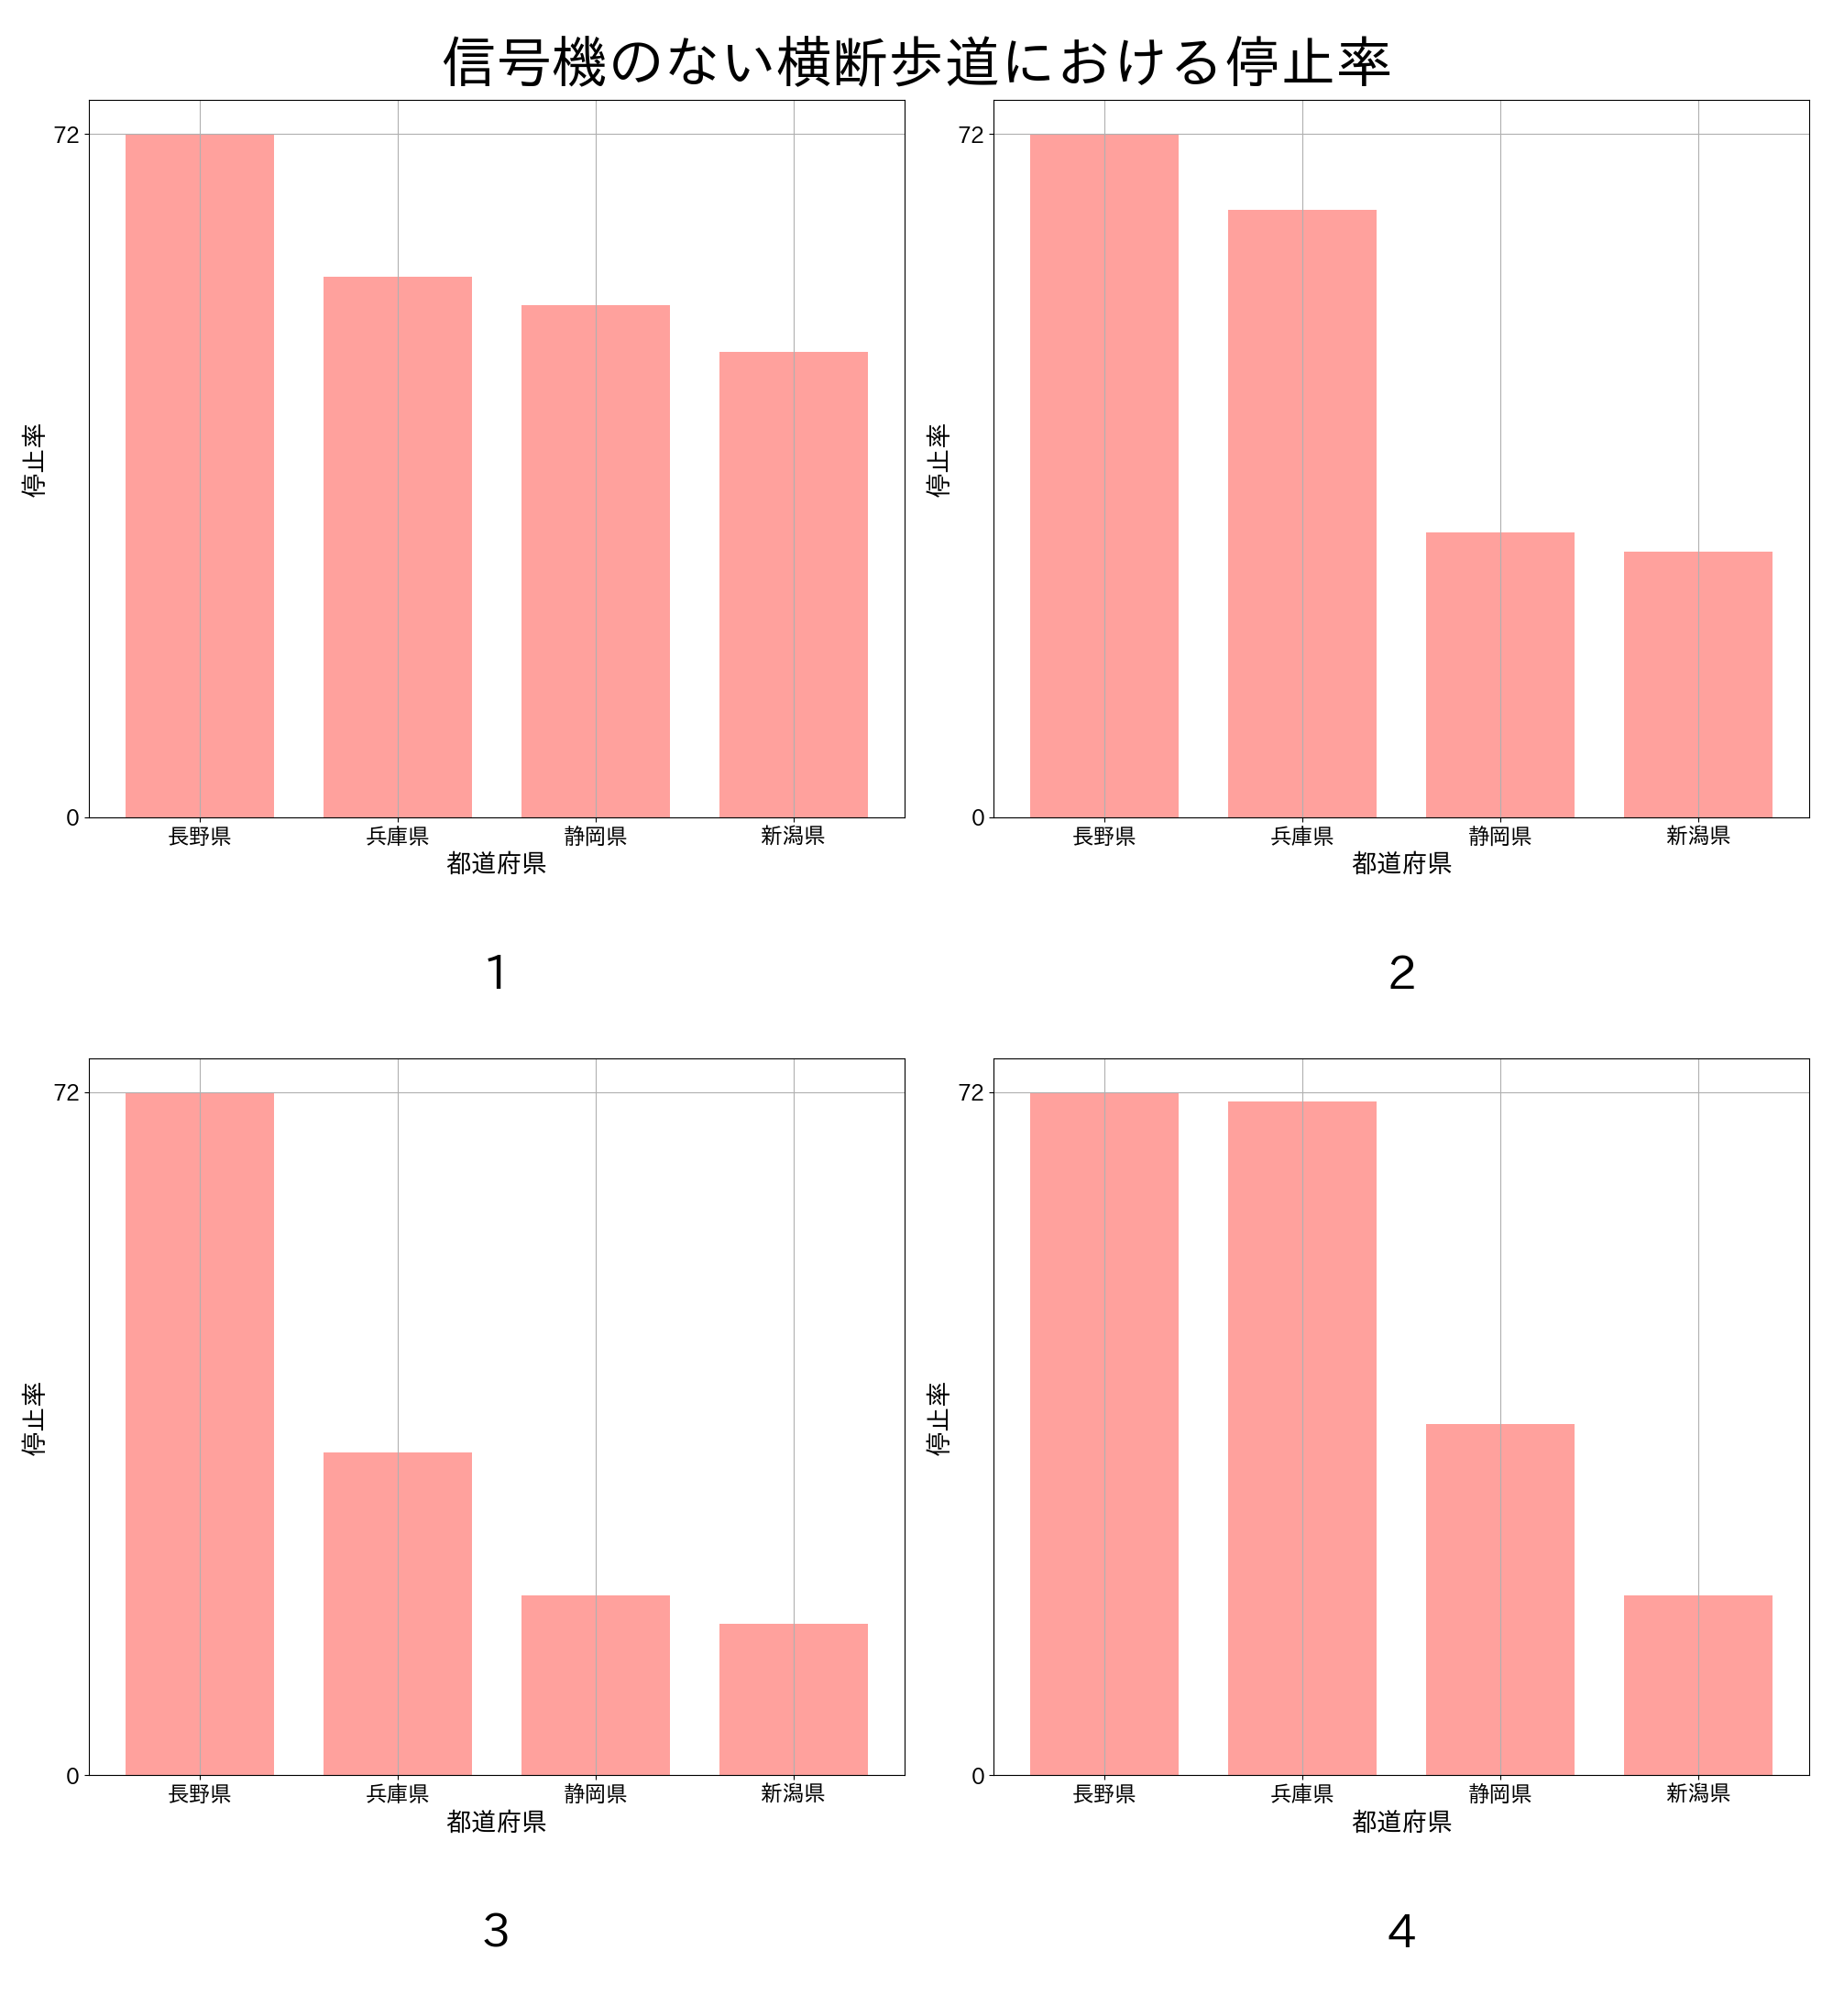 信号機のない横断歩道における停止率
72
0
停止率
長野県 兵庫県 静岡県 新潟県
都道府県
1
72
0
停止率
長野県 兵庫県 静岡県 新潟県
都道府県
2
72
0
停止率
長野県 兵庫県 静岡県 新潟県
都道府県
3
72
0
停止率
長野県 兵庫県 静岡県 新潟県
都道府県
4